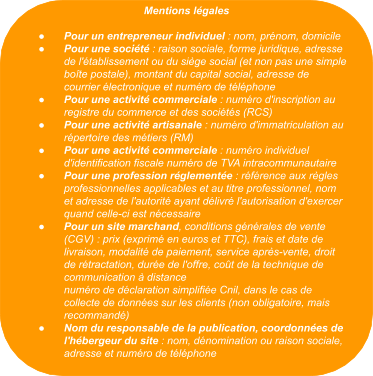 Mentions légales
● Pour un entrepreneur individuel : nom, prénom, domicile
● Pour une société : raison sociale, forme juridique, adresse
de l'établissement ou du siège social (et non pas une simple
boîte postale), montant du capital social, adresse de
courrier électronique et numéro de téléphone
● Pour une activité commerciale : numéro d'inscription au
registre du commerce et des sociétés (RCS)
● Pour une activité artisanale : numéro d'immatriculation au
répertoire des métiers (RM)
● Pour une activité commerciale : numéro individuel
d'identification fiscale numéro de TVA intracommunautaire
● Pour une profession réglementée : référence aux règles
professionnelles applicables et au titre professionnel, nom
et adresse de l'autorité ayant délivré l'autorisation d'exercer
quand celle-ci est nécessaire
● Pour un site marchand, conditions générales de vente
(CGV) : prix (exprimé en euros et TTC), frais et date de
livraison, modalité de paiement, service après-vente, droit
de rétractation, durée de l'offre, coût de la technique de
communication à distance
numéro de déclaration simplifiée Cnil, dans le cas de
collecte de données sur les clients (non obligatoire, mais
recommandé)
● Nom du responsable de la publication, coordonnées de
l'hébergeur du site : nom, dénomination ou raison sociale,
adresse et numéro de téléphone